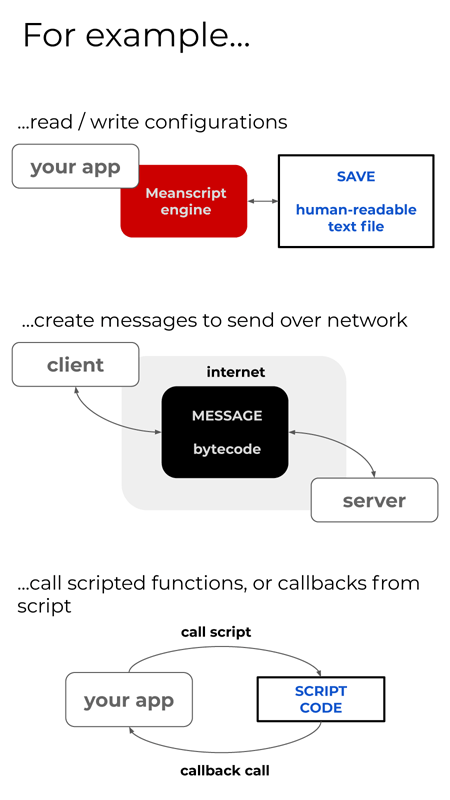 For example...
...read / write configurations
your app
Meanscript
engine
SAVE
human-readable
text file
...create messages to send over network
client
internet
MESSAGE
bytecode
server
...call scripted functions, or callbacks from
script
call script
your app
SCRIPT
CODE
callback call